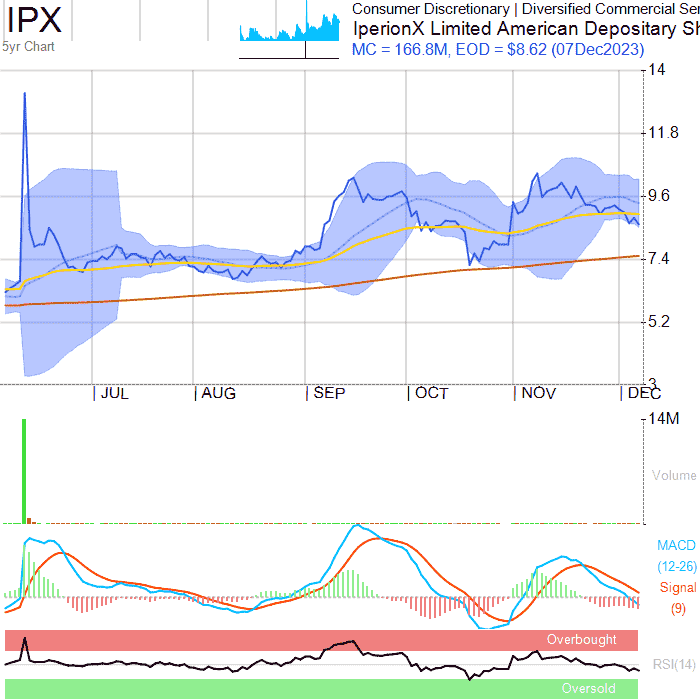 IPX
5yr Chart
Consumer Discretionary | Diversified Commercial Ser
IperionX Limited American Depositary Sh
MC = 166.8M, EOD = $8.62 (07Dec2023)
14
11.8
9.6
7.4
5.2
3
JUL AUG SEP OCT NOV DEC
14M
Volume
MACD
(12-26)
Signal
(9)
Overbought
RSI(14)
Oversold